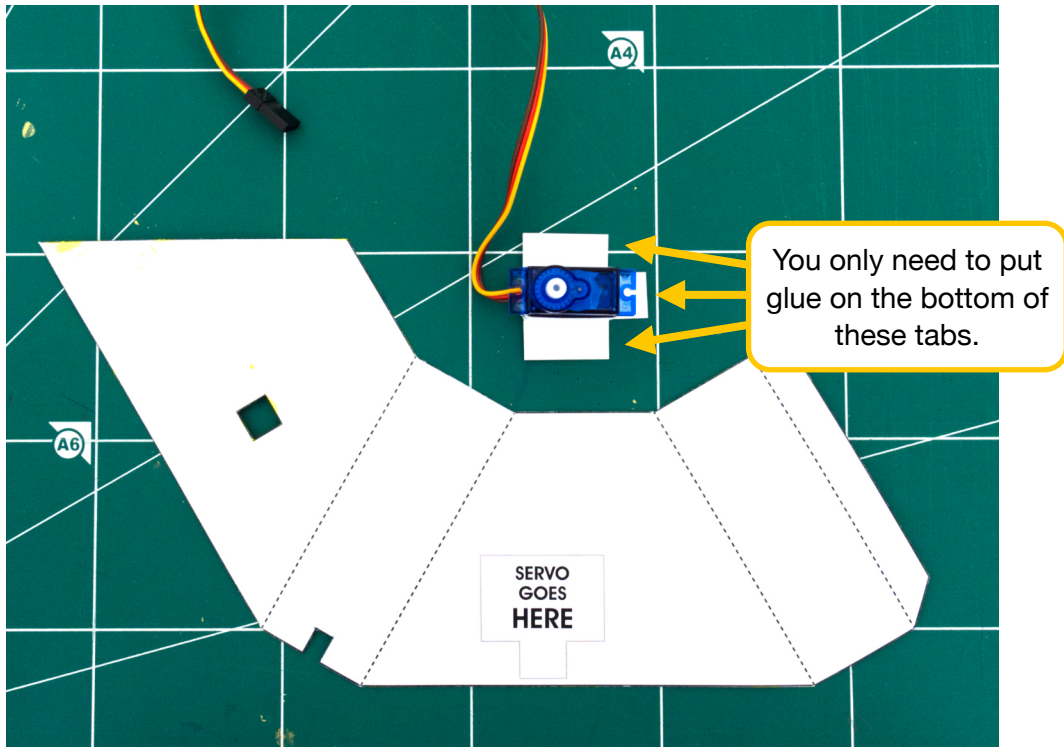 A4
You only need to put
glue on the bottom of
these tabs.
A6
SERVO
GOES
HERE